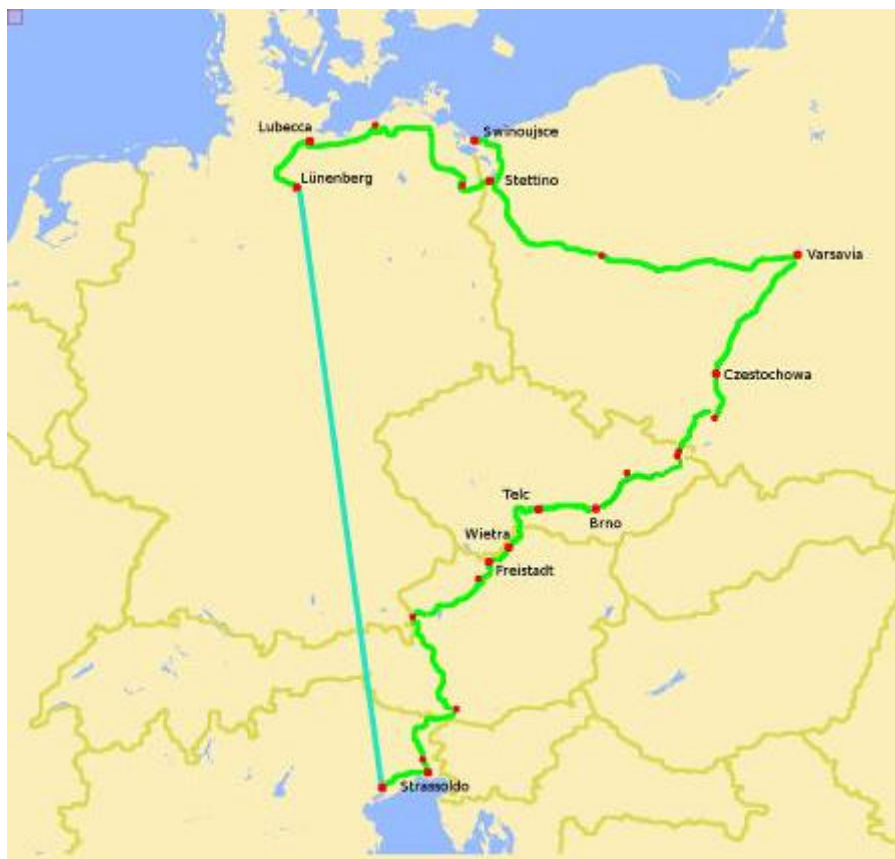 Swinoujsce
Lubecca
Lünenberg
Stettino
Varsavia
Czestochowa
Telc
Brno
Wietra
Freistadt
Strassoldo